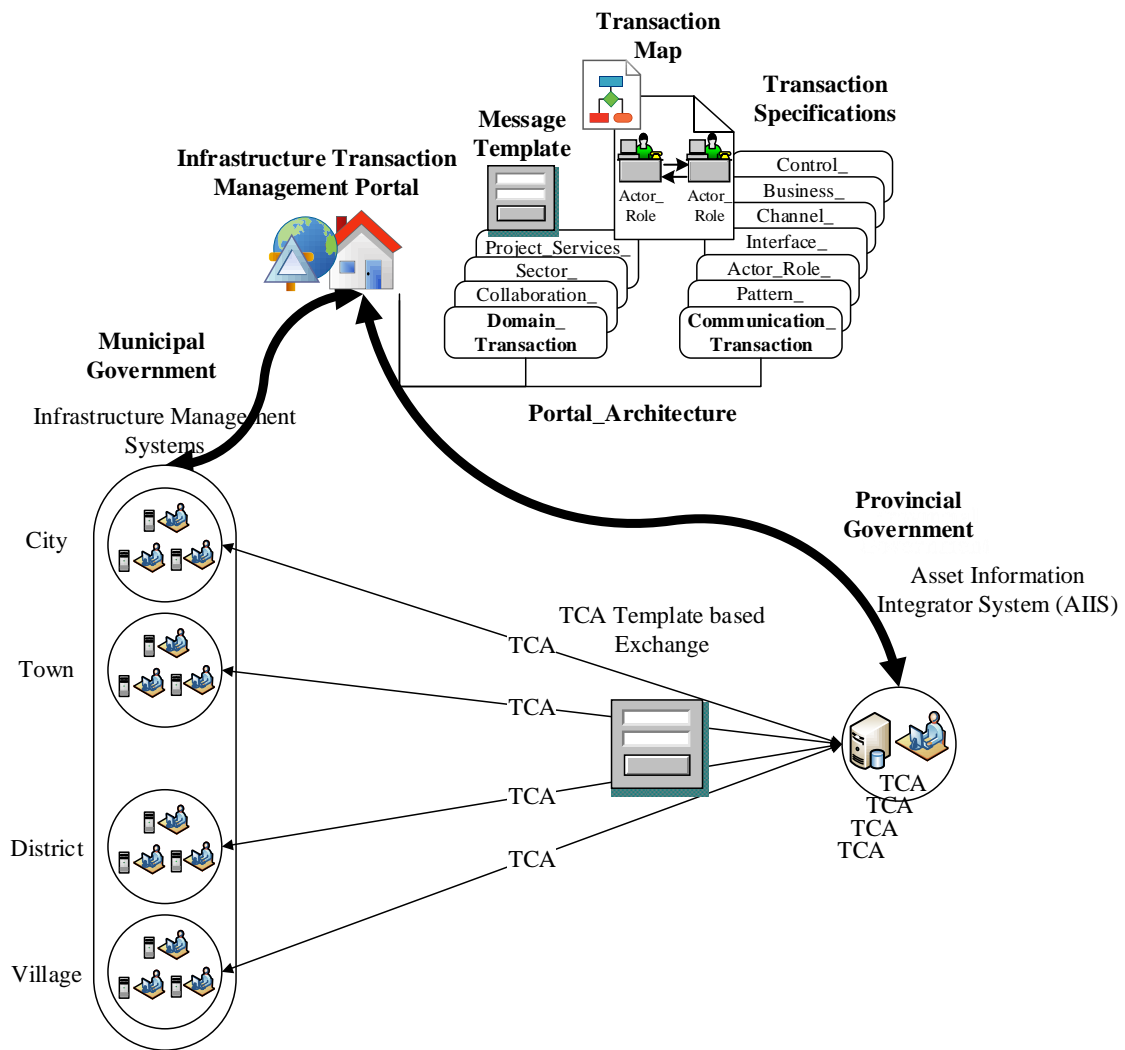 Transaction
Map
Transaction
Specifications
Message
Template
Infrastructure Transaction
Management Portal
Actor_
Role
Actor_
Role
Control_
Business_
Channel_
Interface_
Actor_Role_
Pattern_
Communication_
Transaction
Project_Services_
Sector_
Collaboration_
Domain_
Transaction
Portal_Architecture
Municipal
Government
Infrastructure Management
Systems
Provincial
Government
Asset Information
Integrator System (AIIS)
City
Town
District
Village
TCA Template based
Exchange
TCA
TCA
TCA
TCA
TCA
TCA
TCA
TCA